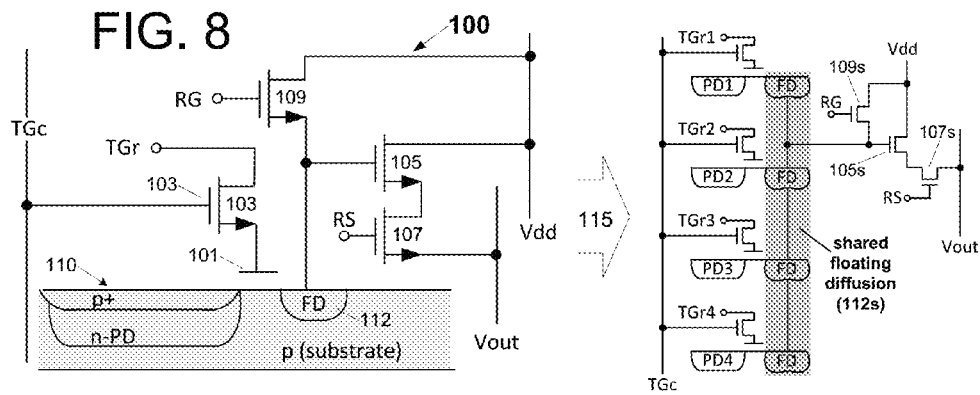 FIG. 8
100
RG
109
TGc
TGr
105
103
103
RS
107
Vdd
101
110
p+
FD
112
n-PD
p (substrate)
Vout
115
TGr1
109s
Vdd
PD1
FD
RG
107s
TGr2
105s
PD2
FD
RS
TGr3
Vout
shared
floating
diffusion
(112s)
PD3
FD
TGr4
PD4
FD
TGc